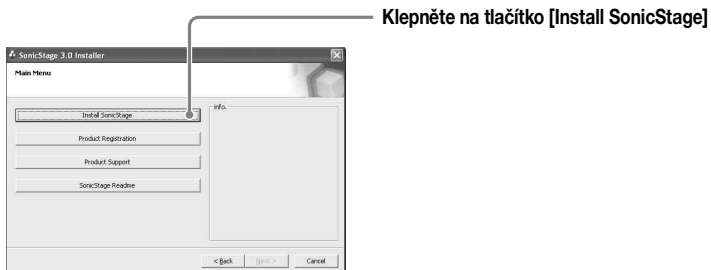 Klepněte na tlačítko [Install SonicStage]
SonicStage 3.0 Installer
Main Menu
Install SonicStage
info.
Product Registration
Product Support
SonicStage Readme
< Back
Next >
Cancel